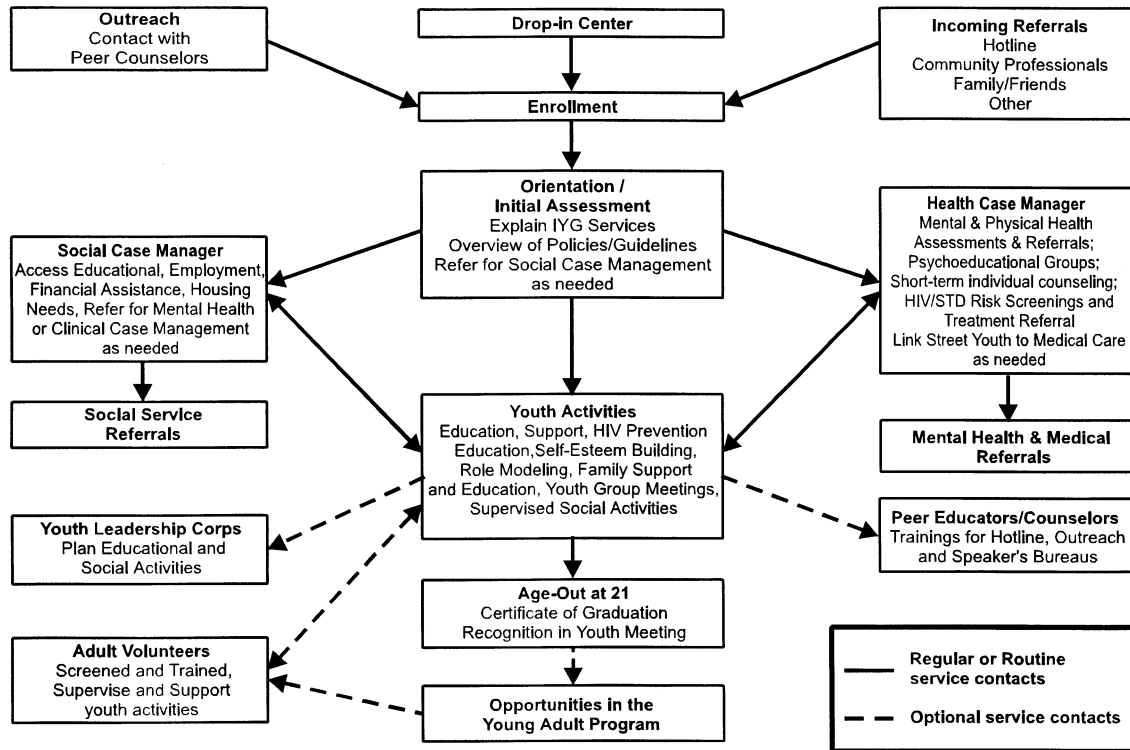 Outreach
Contact with
Peer Counselors
Drop-in Center
Incoming Referrals
Hotline
Community Professionals
Family/Friends
Other
Enrollment
Orientation /
Initial Assessment
Explain IYG Services
Overview of Policies/Guidelines
Refer for Social Case Management
as needed
Social Case Manager
Access Educational, Employment,
Financial Assistance, Housing
Needs, Refer for Mental Health
or Clinical Case Management
as needed
Health Case Manager
Mental & Physical Health
Assessments & Referrals;
Psychoeducational Groups;
Short-term individual counseling;
HIV/STD Risk Screenings and
Treatment Referral
Link Street Youth to Medical Care
as needed
Social Service
Referrals
Youth Activities
Education, Support, HIV Prevention
Education,Self-Esteem Building,
Role Modeling, Family Support
and Education, Youth Group Meetings,
Supervised Social Activities
Mental Health & Medical
Referrals
Youth Leadership Corps
Plan Educational and
Social Activities
Peer Educators/Counselors
Trainings for Hotline, Outreach
and Speaker's Bureaus
Age-Out at 21
Certificate of Graduation
Recognition in Youth Meeting
Adult Volunteers
Screened and Trained,
Supervise and Support
youth activities
Opportunities in the
Young Adult Program
Regular or Routine
service contacts
Optional service contacts